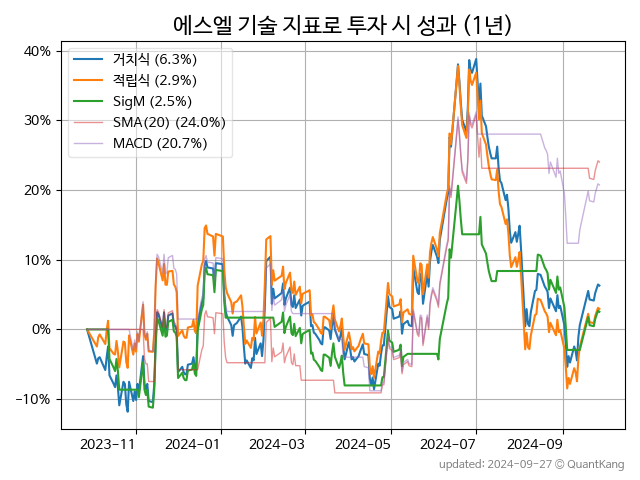 에스엘 기술 지표로 투자 시 성과 (1년)
40%
30%
20%
10%
0%
−10%
거치식 (6.3%)
적립식 (2.9%)
SigM (2.5%)
SMA(20) (24.0%)
MACD (20.7%)
2023-11
2024-01
2024-03
2024-05
2024-07
2024-09
updated: 2024-09-27 © QuantKang